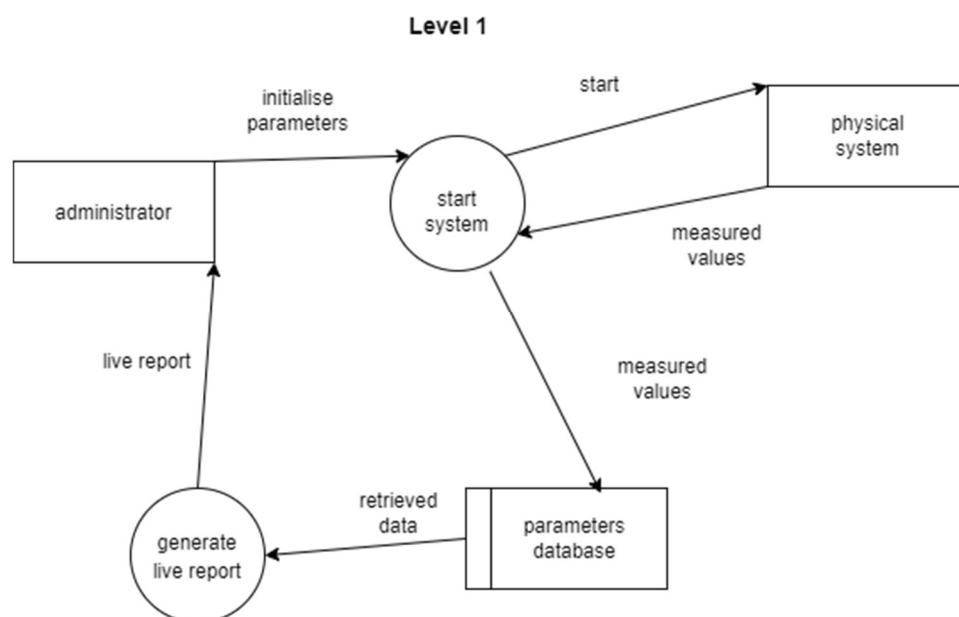 Level 1
initialise
parameters
start
physical
system
administrator
start
system
measured
values
live report
measured
values
retrieved
data
parameters
database
generate
live report